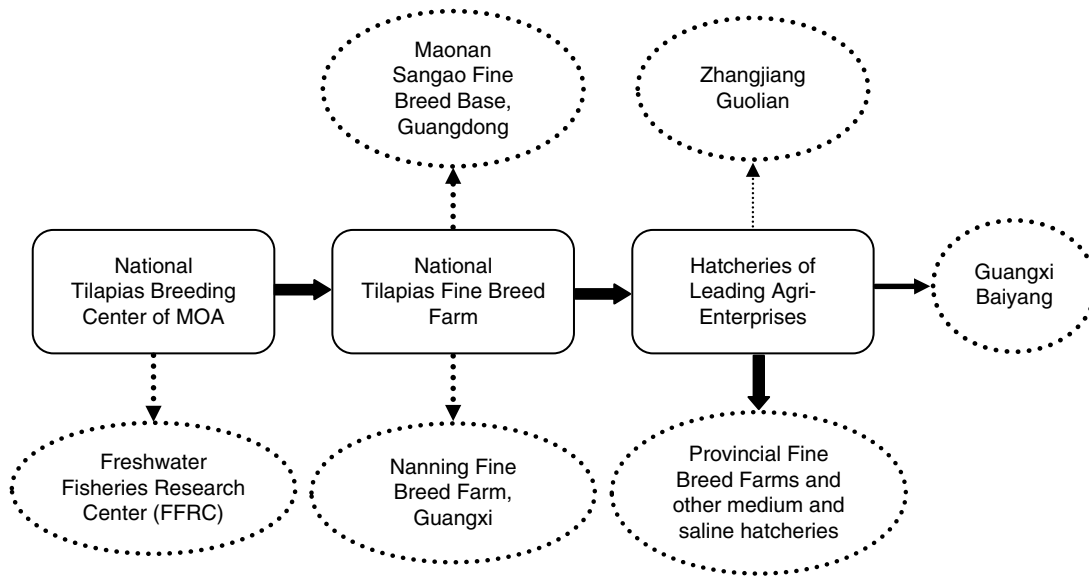 Maonan
Sangao Fine
Breed Base,
Guangdong
Zhangjiang
Guolian
National
Tilapias Breeding
Center of MOA
National
Tilapias Fine Breed
Farm
Hatcheries of
Leading Agri-
Enterprises
Guangxi
Baiyang
Freshwater
Fisheries Research
Center (FFRC)
Nanning Fine
Breed Farm,
Guangxi
Provincial Fine
Breed Farms and
other medium and
saline hatcheries